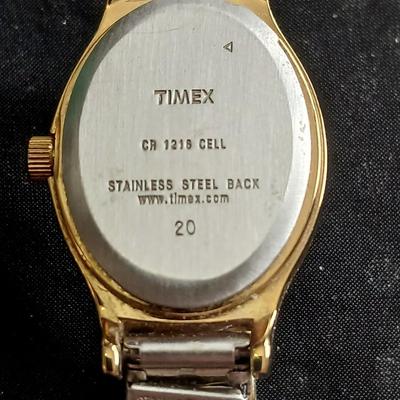 TIMEX
CR 1216 CELL
STAINLESS STEEL BACK
www.timex.com
20